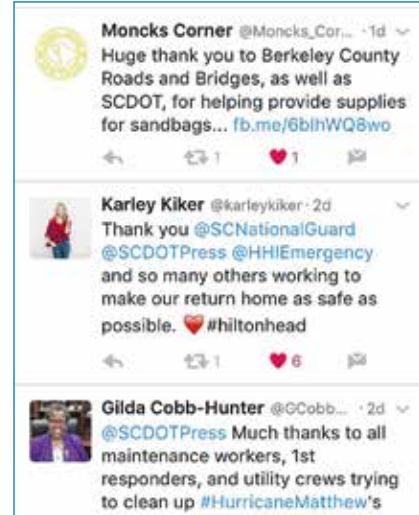 Moncks Corner @Moncks_Cor... · 1d
Huge thank you to Berkeley County
Roads and Bridges, as well as
SCDOT, for helping provide supplies
for sandbags... fb.me/6blhWQ8wo
1 1
Karley Kiker @karleykiker · 2d
Thank you @SCNationalGuard
@SCDOTPress @HHIEmergency
and so many others working to
make our return home as safe as
possible. ❤️ #hiltonhead
1 6
Gilda Cobb-Hunter @GCobb... · 2d
@SCDOTPress Much thanks to all
maintenance workers, 1st
responders, and utility crews trying
to clean up #HurricaneMatthew's